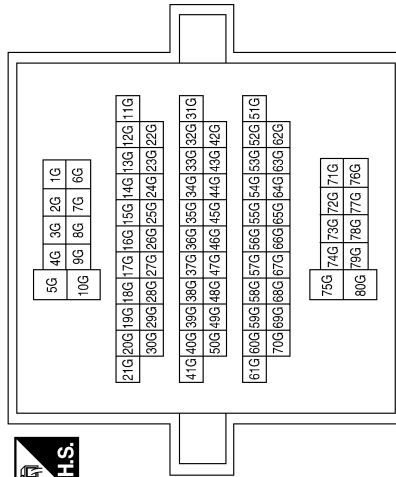 H.S.
5G 4G 3G 2G 1G
10G 9G 8G 7G 6G
21G 20G 19G 18G 17G 16G 15G 14G 13G 12G 11G
30G 29G 28G 27G 26G 25G 24G 23G 22G
41G 40G 39G 38G 37G 36G 35G 34G 33G 32G 31G
50G 49G 48G 47G 46G 45G 44G 43G 42G
61G 60G 59G 58G 57G 56G 55G 54G 53G 52G 51G
70G 69G 68G 67G 66G 65G 64G 63G 62G
75G 74G 73G 72G 71G
80G 79G 78G 77G 76G